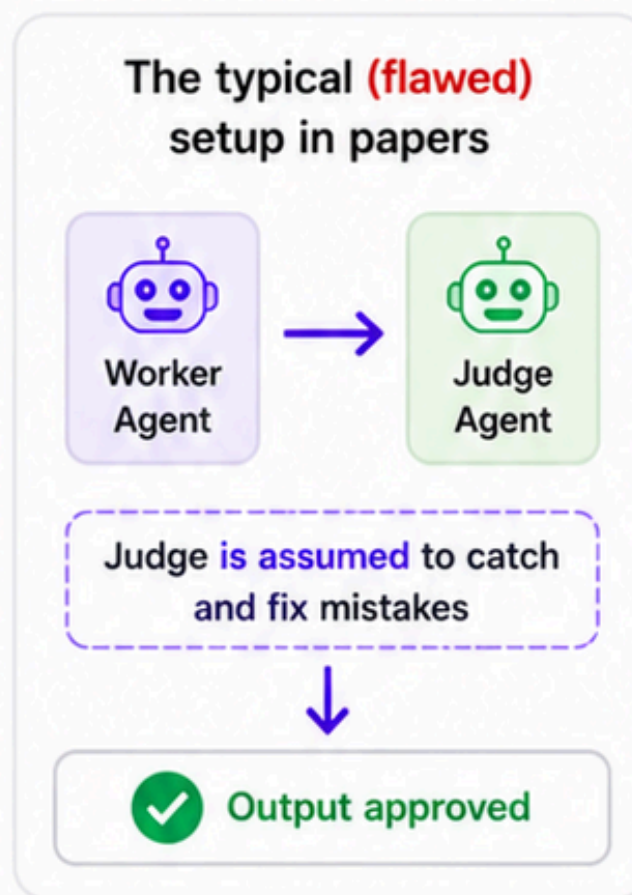 The typical (flawed)
setup in papers
Worker
Agent
Judge
Agent
Judge is assumed to catch
and fix mistakes
Output approved